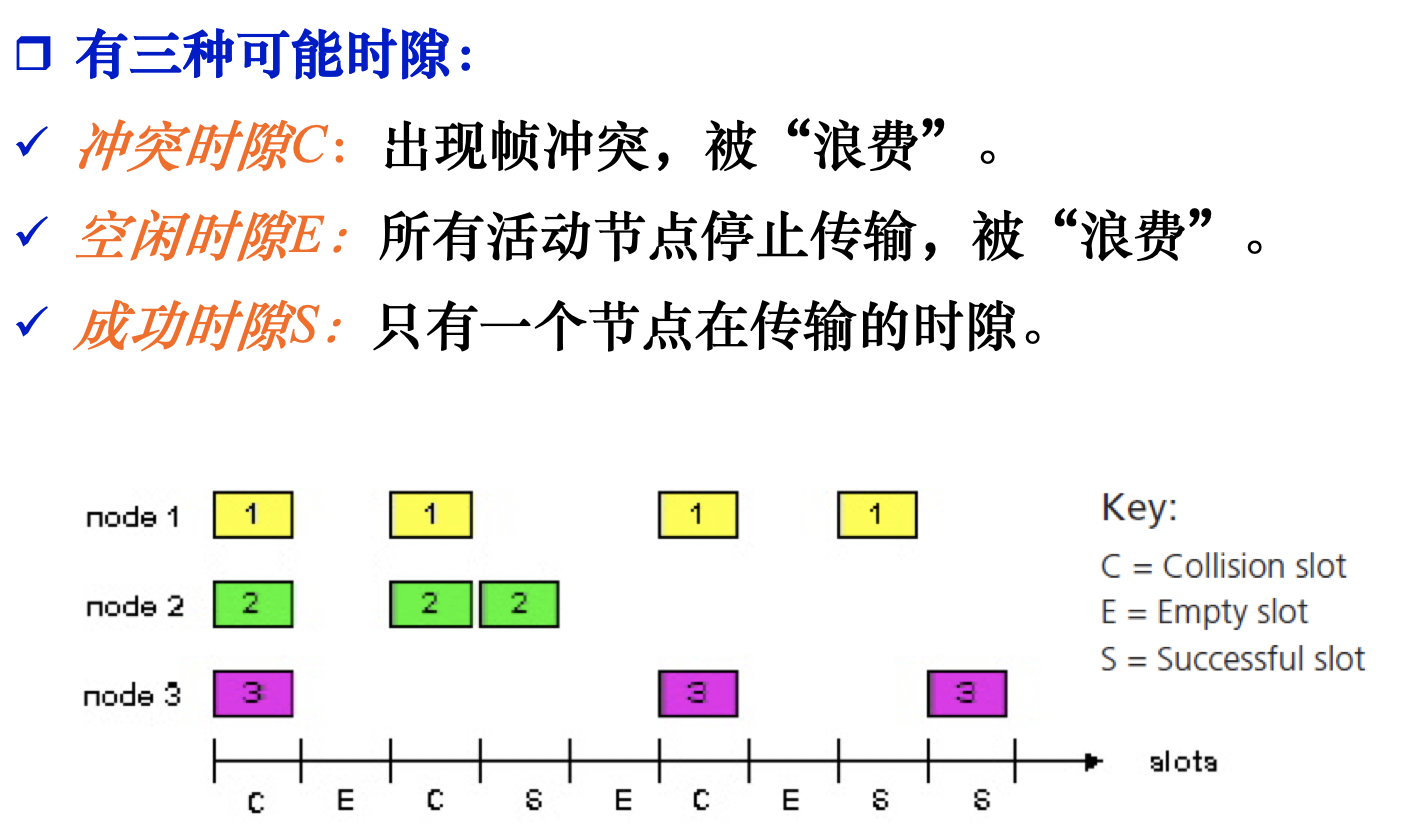 有三种可能时隙：
冲突时隙C：出现帧冲突，被“浪费”。
空闲时隙E：所有活动节点停止传输，被“浪费”。
成功时隙S：只有一个节点在传输的时隙。
node 1 1 1 1 1
node 2 2 2 2
node 3 3 3 3
Key:
C = Collision slot
E = Empty slot
S = Successful slot
slots
C E C S E C E S S